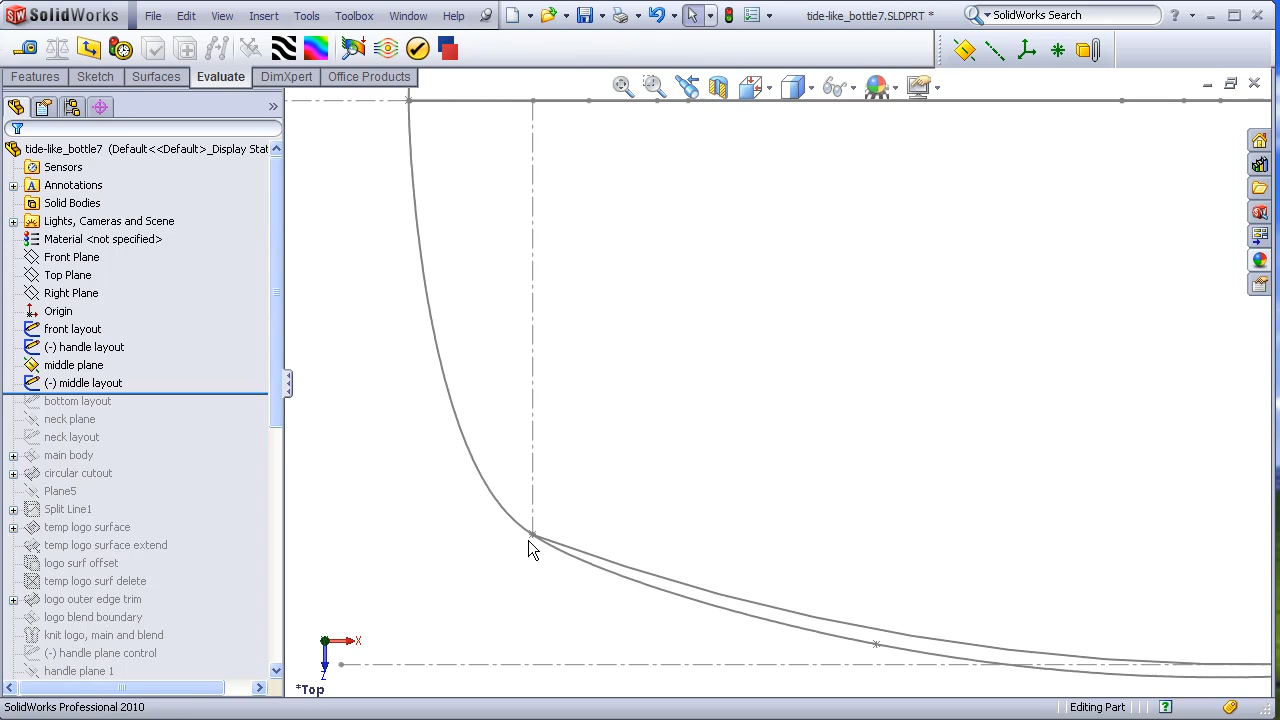 SolidWorks File Edit View Insert Tools Toolbox Window Help tide-like_bottle7.SLDPRT * SolidWorks Search
Features Sketch Surfaces Evaluate DimXpert Office Products
tide-like_bottle7 (Default<<Default>_Display Stat
Sensors
Annotations
Solid Bodies
Lights, Cameras and Scene
Material <not specified>
Front Plane
Top Plane
Right Plane
Origin
front layout
(-) handle layout
middle plane
(-) middle layout
bottom layout
neck plane
neck layout
main body
circular cutout
Plane5
Split Line1
temp logo surface
temp logo surface extend
logo surf offset
temp logo surf delete
logo outer edge trim
logo blend boundary
knit logo, main and blend
(-) handle plane control
handle plane 1
X
Z
*Top
SolidWorks Professional 2010 Editing Part